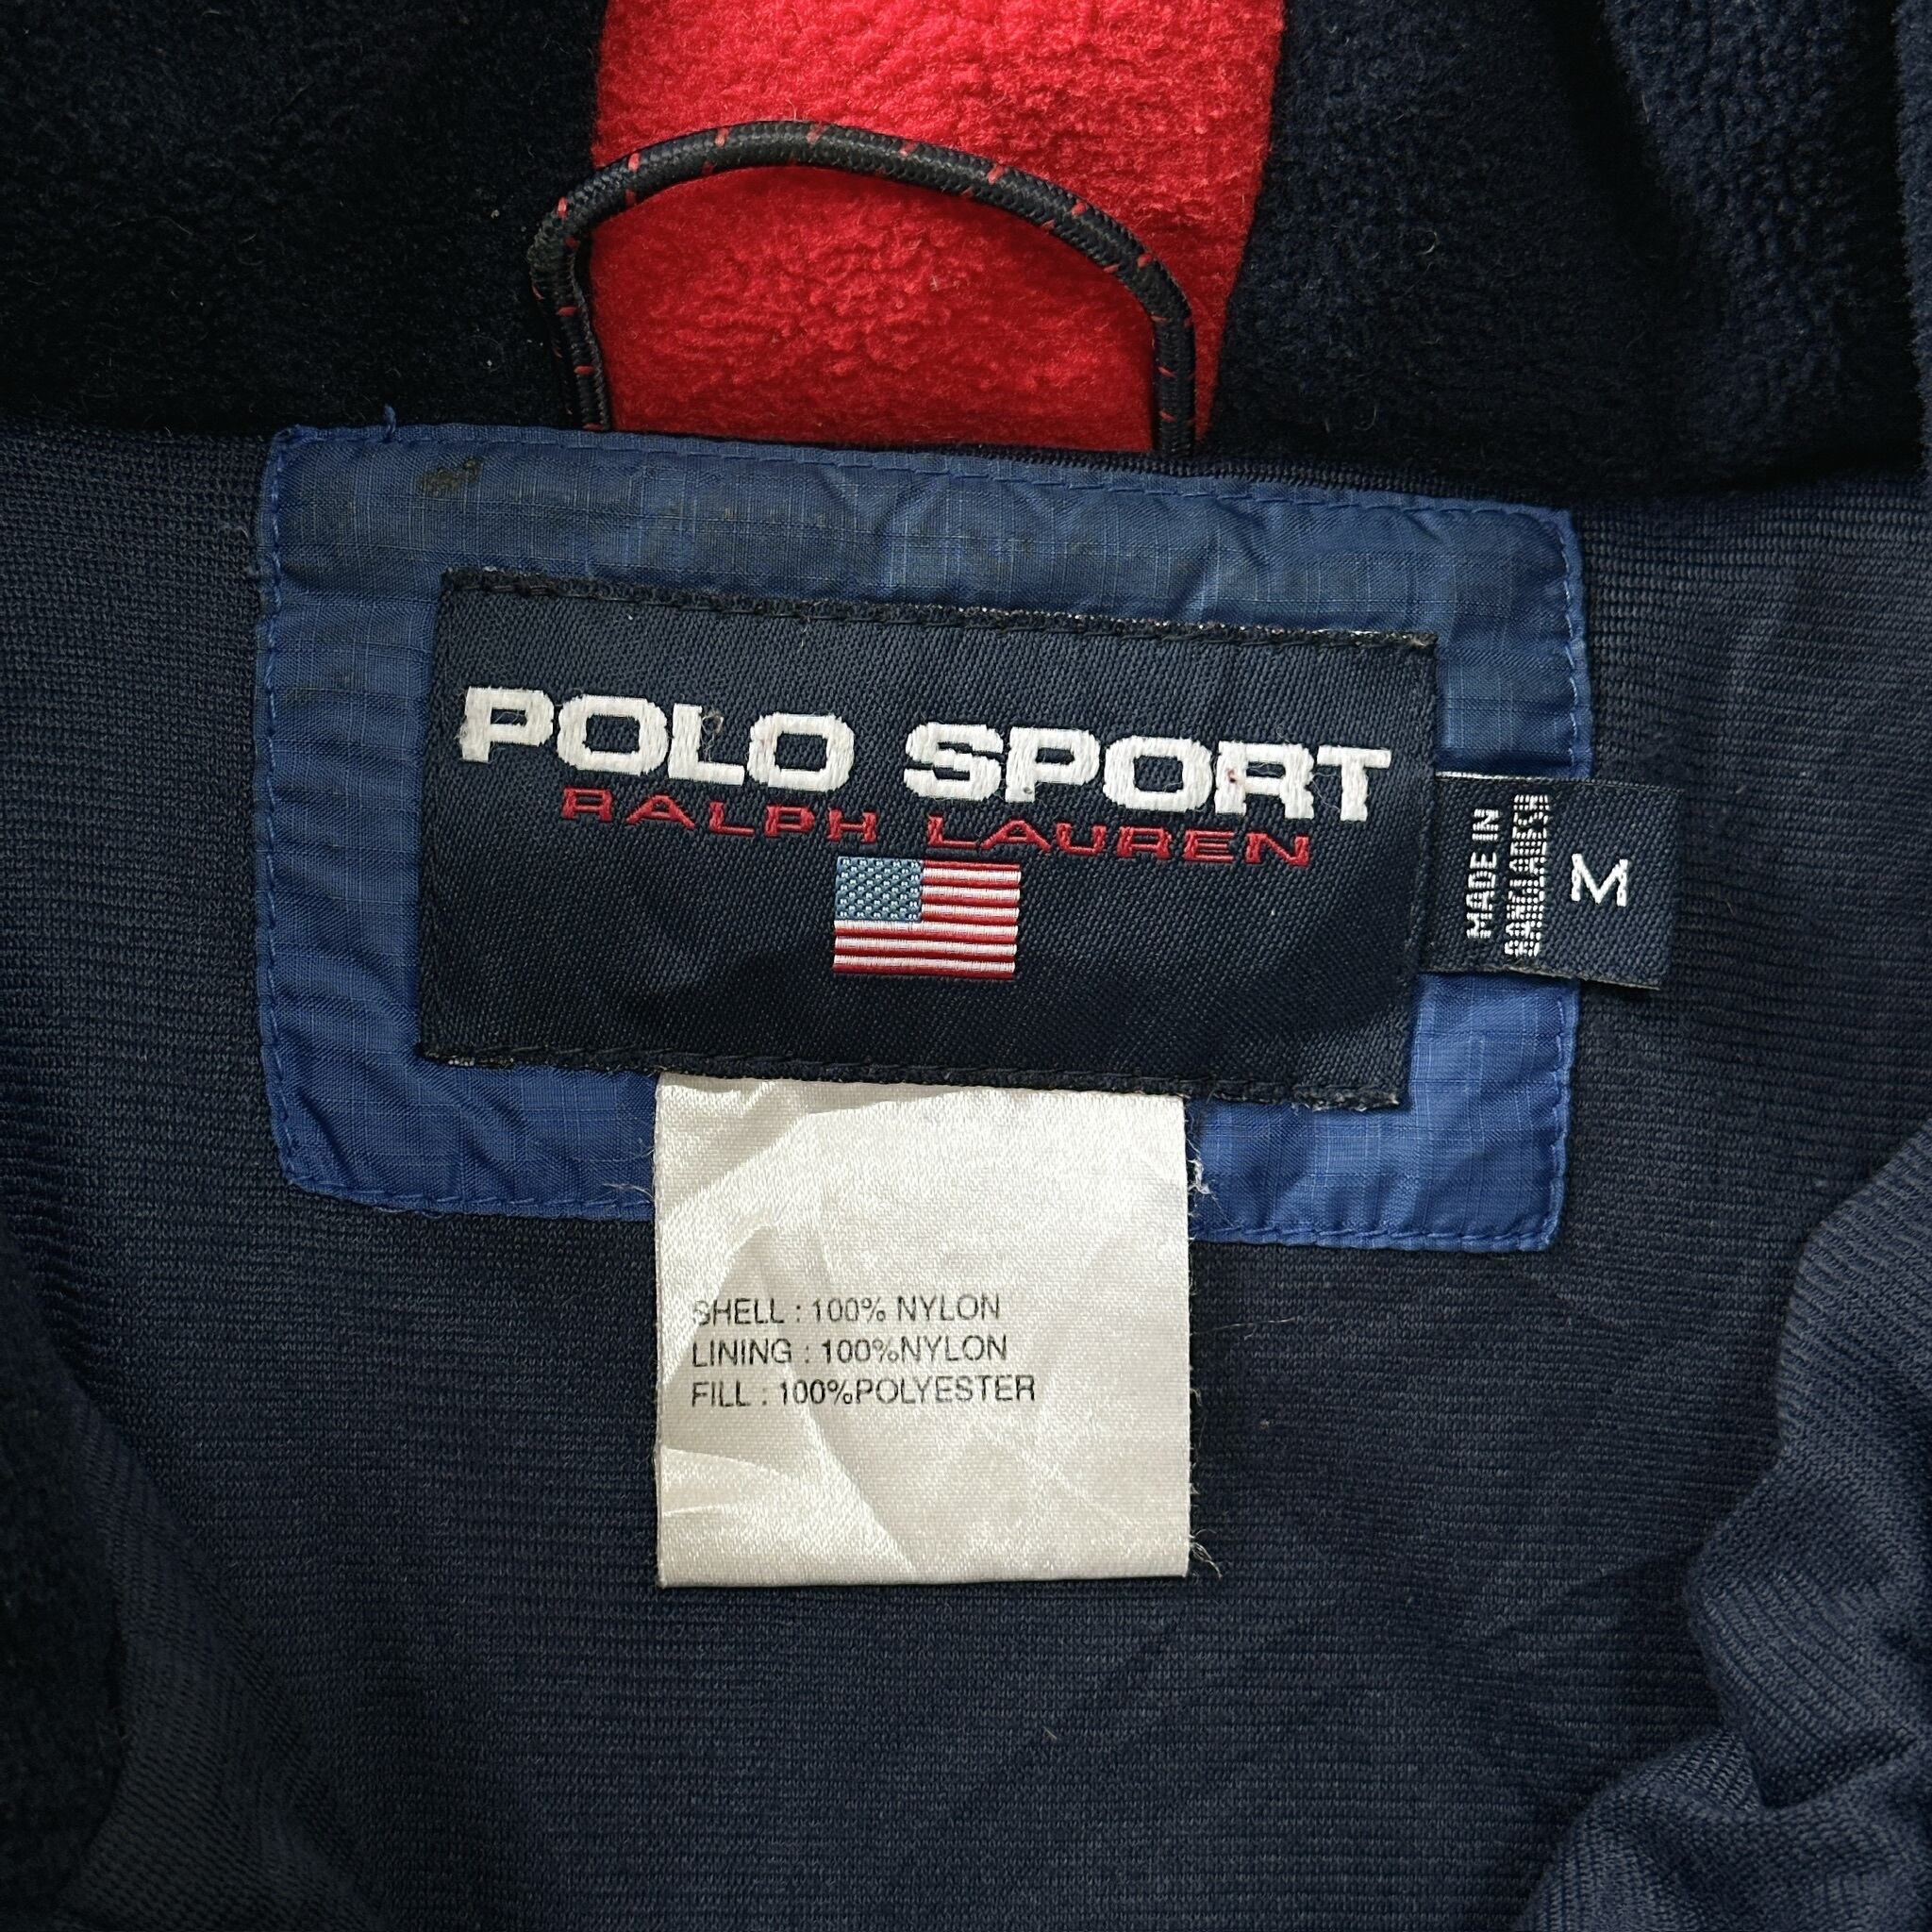 POLO SPORT
RALPH LAUREN
MADE IN
BANGLADESH
M
SHELL : 100% NYLON
LINING : 100%NYLON
FILL : 100%POLYESTER